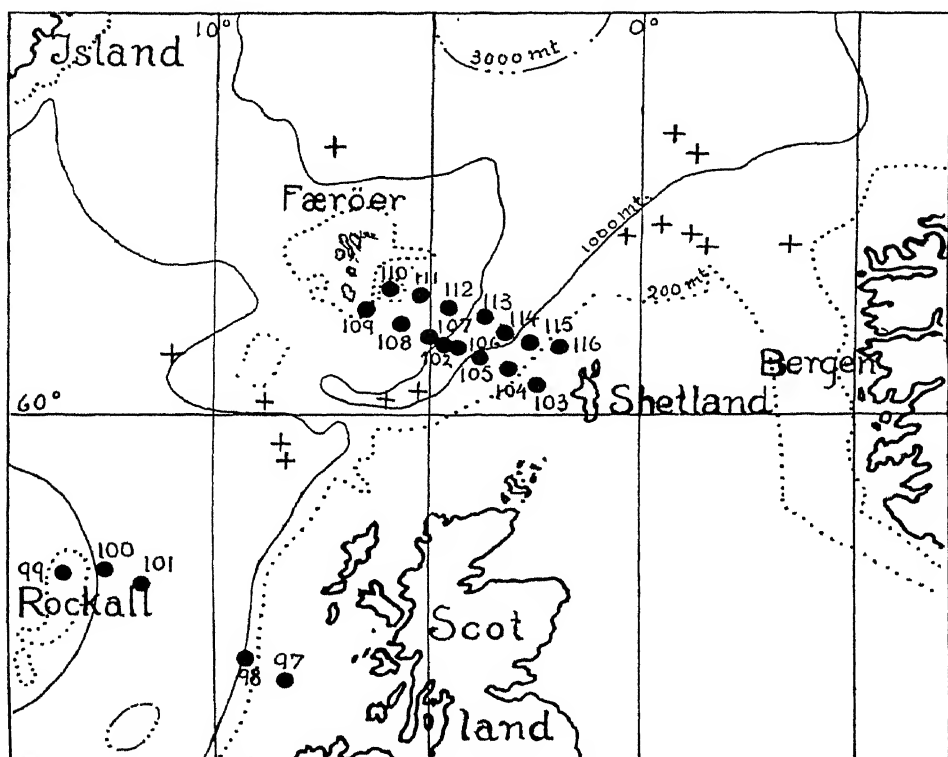 10°
0°
3000 mt
Island
Færöer
1000 mt.
200 mt.
110
111
112
113
114
115
116
109
108
107
102
106
105
104
103
Bergen
60°
Shetland
99
100
101
Rockall
98
97
Scot
land